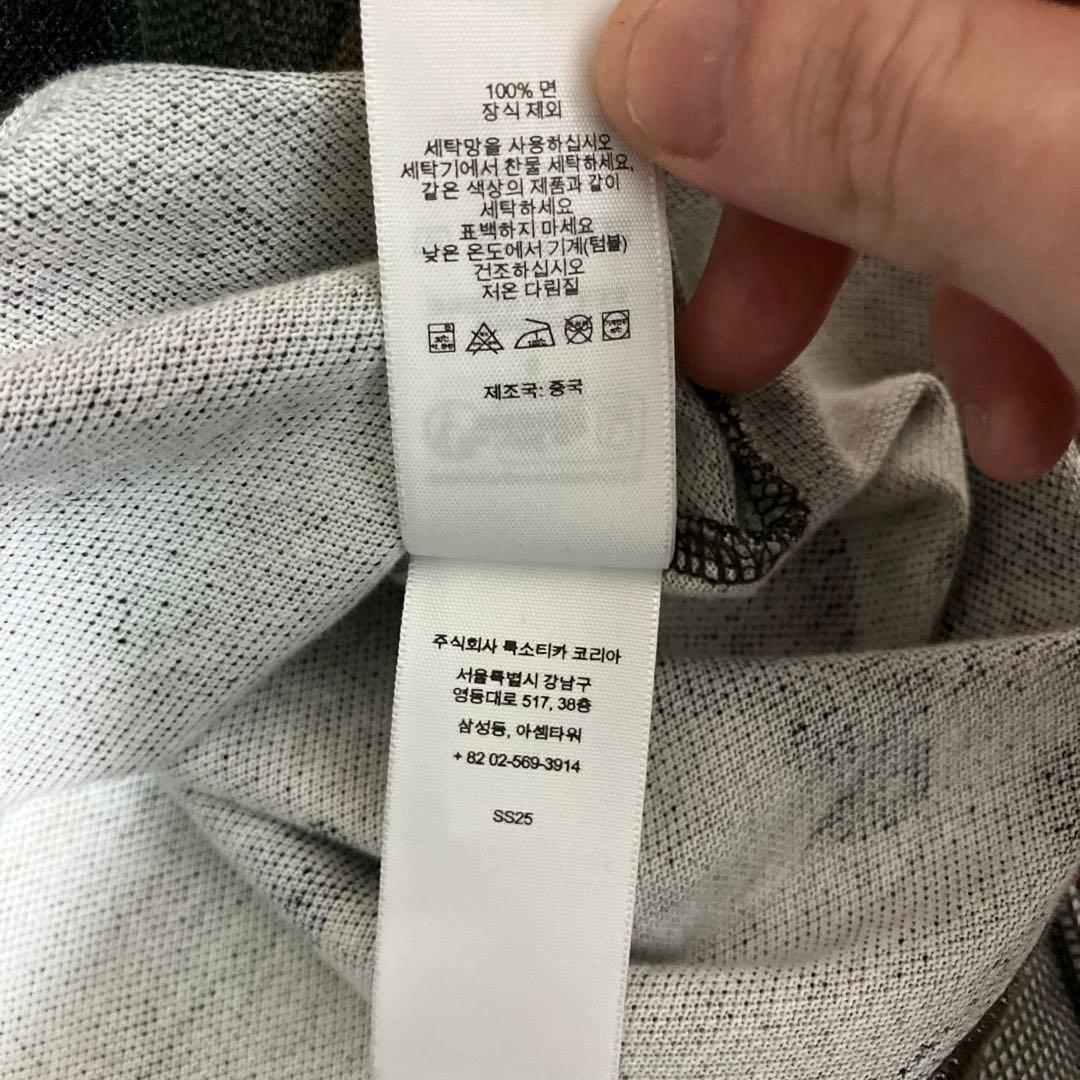 100% 면
장식 제외
세탁망을 사용하십시오
세탁기에서 찬물 세탁하세요,
같은 색상의 제품과 같이
세탁하세요
표백하지 마세요
낮은 온도에서 기계(텀블)
건조하십시오
저온 다림질
제조국: 중국
주식회사 룩소티카 코리아
서울특별시 강남구
영동대로 517, 38층
삼성동, 아셈타워
+ 82 02-569-3914
SS25